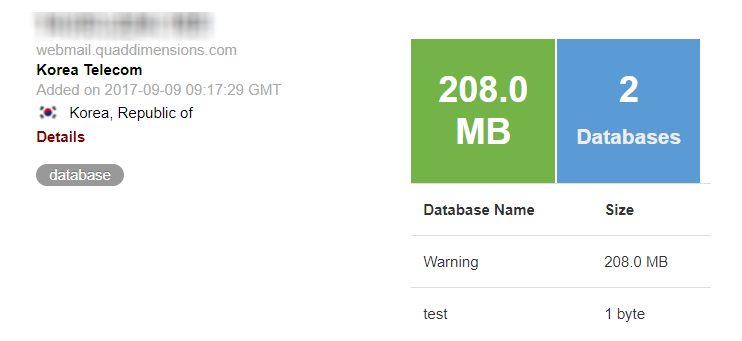 webmail.quaddimensions.com
Korea Telecom
Added on 2017-09-09 09:17:29 GMT
Korea, Republic of
Details
database
208.0
MB
2
Databases
Database Name Size
Warning 208.0 MB
test 1 byte